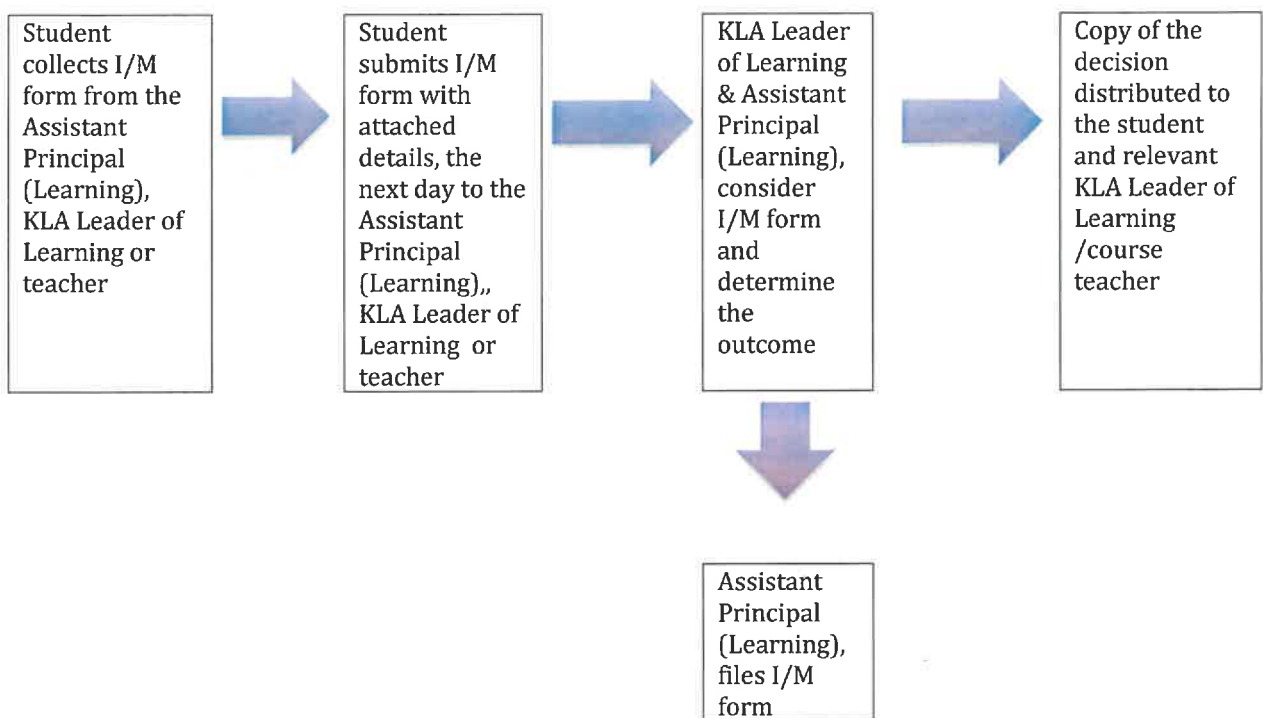 Student
collects I/M
form from the
Assistant
Principal
(Learning),
KLA Leader of
Learning or
teacher
Student
submits I/M
form with
attached
details, the
next day to the
Assistant
Principal
(Learning),,
KLA Leader of
Learning or
teacher
KLA Leader
of Learning
& Assistant
Principal
(Learning),
consider
I/M form
and
determine
the
outcome
Copy of the
decision
distributed to
the student
and relevant
KLA Leader of
Learning
/course
teacher
Assistant
Principal
(Learning),
files I/M
form